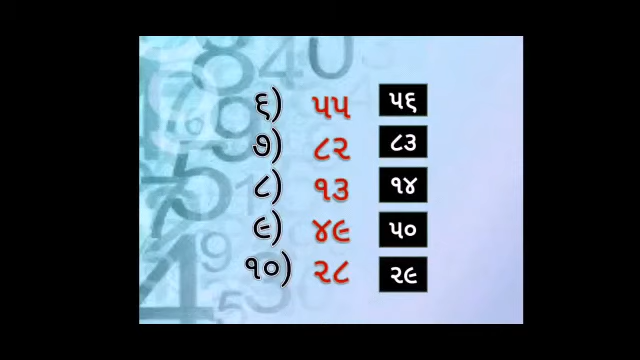 ૬) ૫૫ ૫૬
૭) ૮૨ ૮૩
૮) ૧૩ ૧૪
૯) ૪૯ ૫૦
૧૦) ૨૮ ૨૯